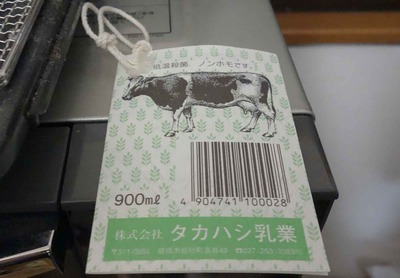 低温殺菌 ノンホモです。
900ml
4 904741 100028
株式会社 タカハシ乳業